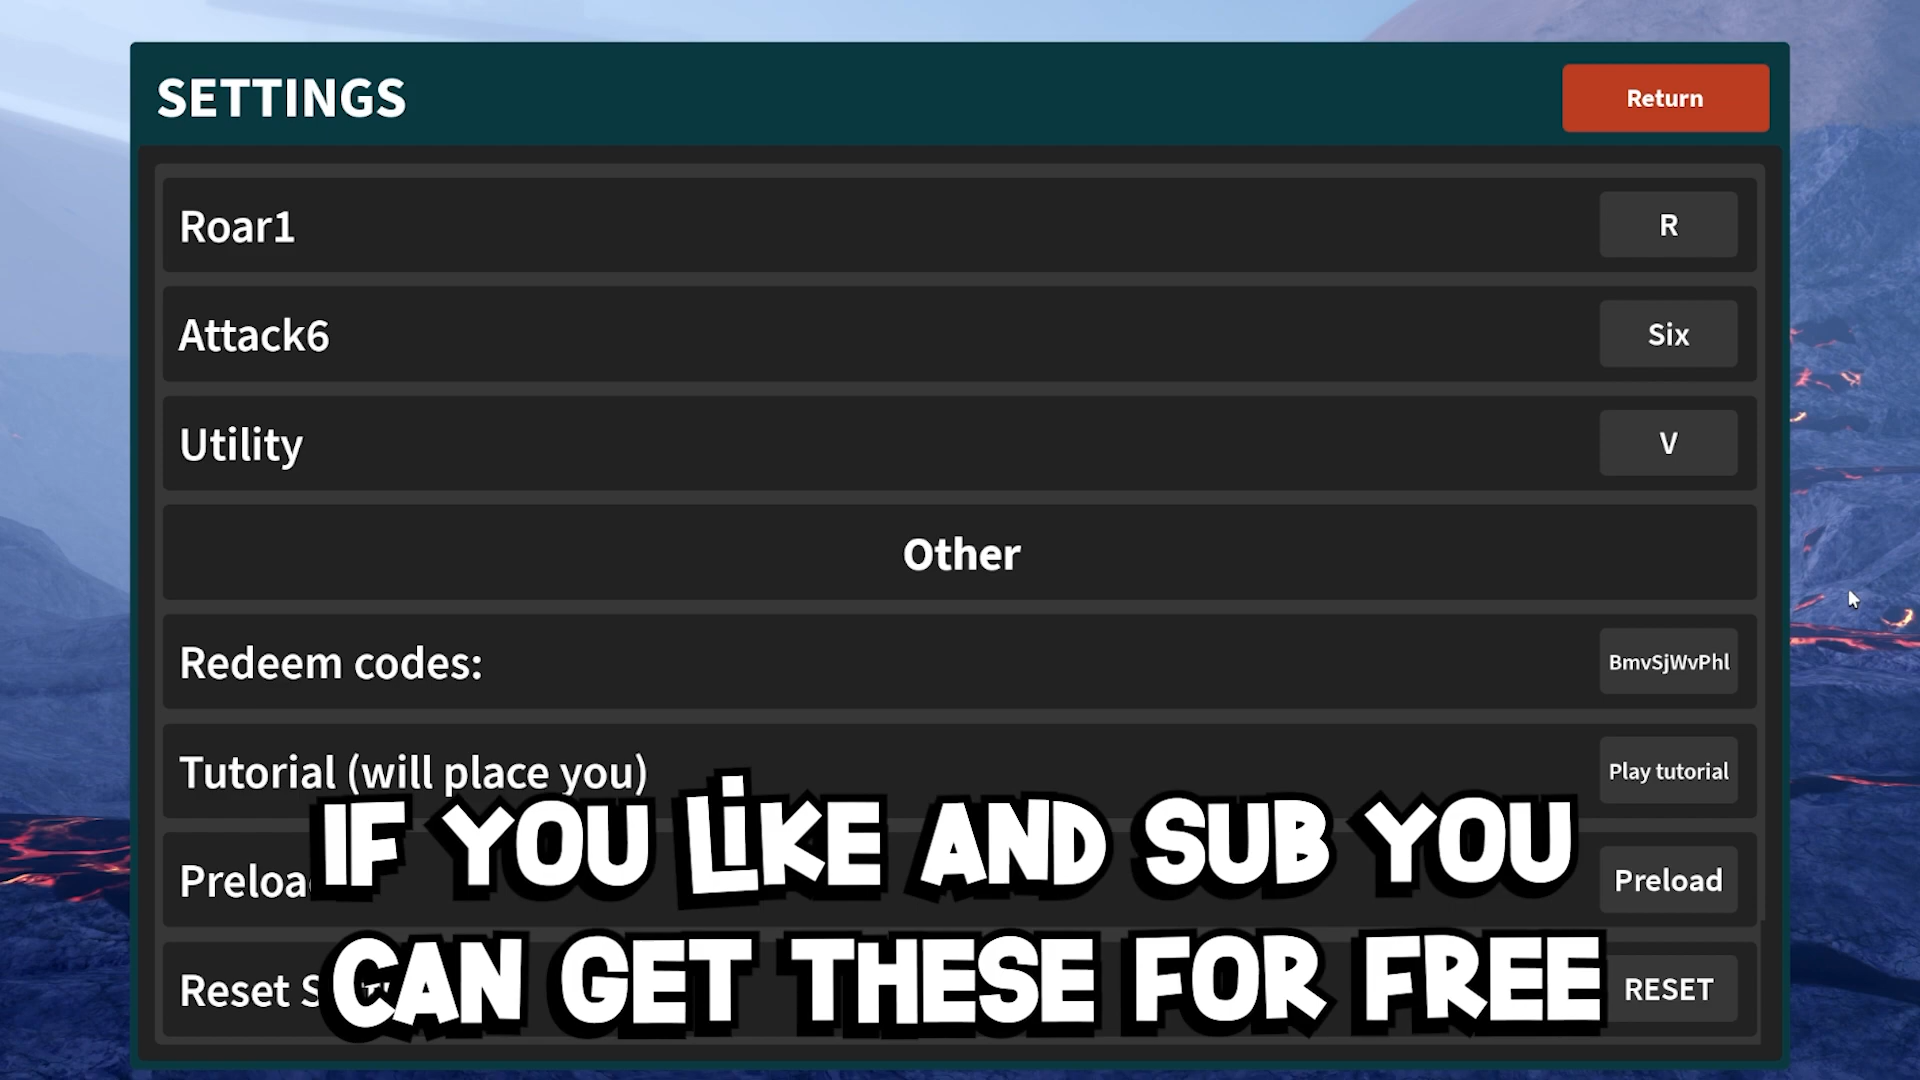 SETTINGS
Return
Roar1
R
Attack6
Six
Utility
V
Other
Redeem codes:
BmvSjWvPhl
Tutorial (will place you)
Play tutorial
Preload
Reset
RESET
IF YOU LiKE AND SUB YOU
CAN GET THESE FOR FREE